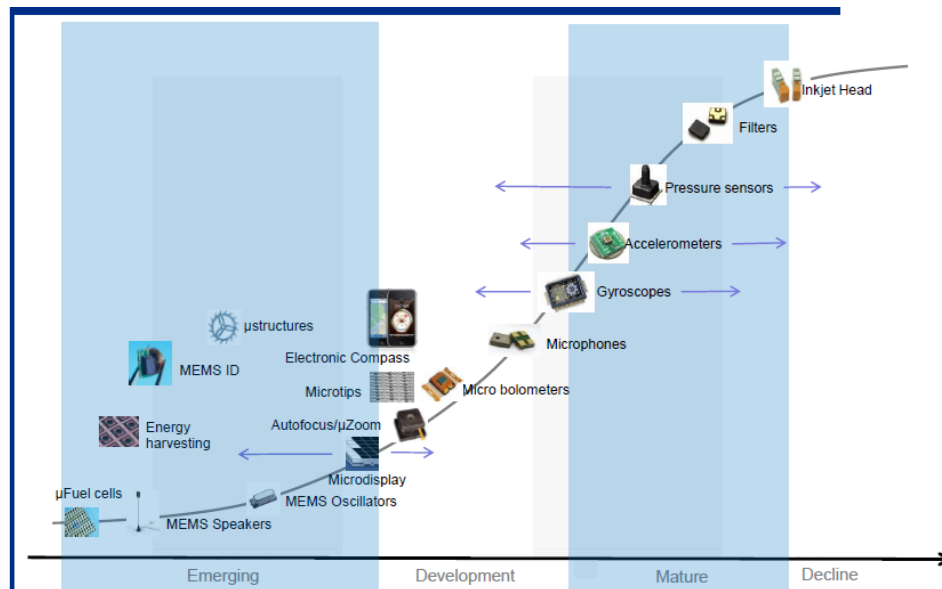 Inkjet Head
Filters
Pressure sensors
Accelerometers
Gyroscopes
µstructures
Electronic Compass
Microphones
MEMS ID
Microtips
Micro bolometers
Energy
harvesting
Autofocus/µZoom
Microdisplay
µFuel cells
MEMS Oscillators
MEMS Speakers
Emerging
Development
Mature
Decline